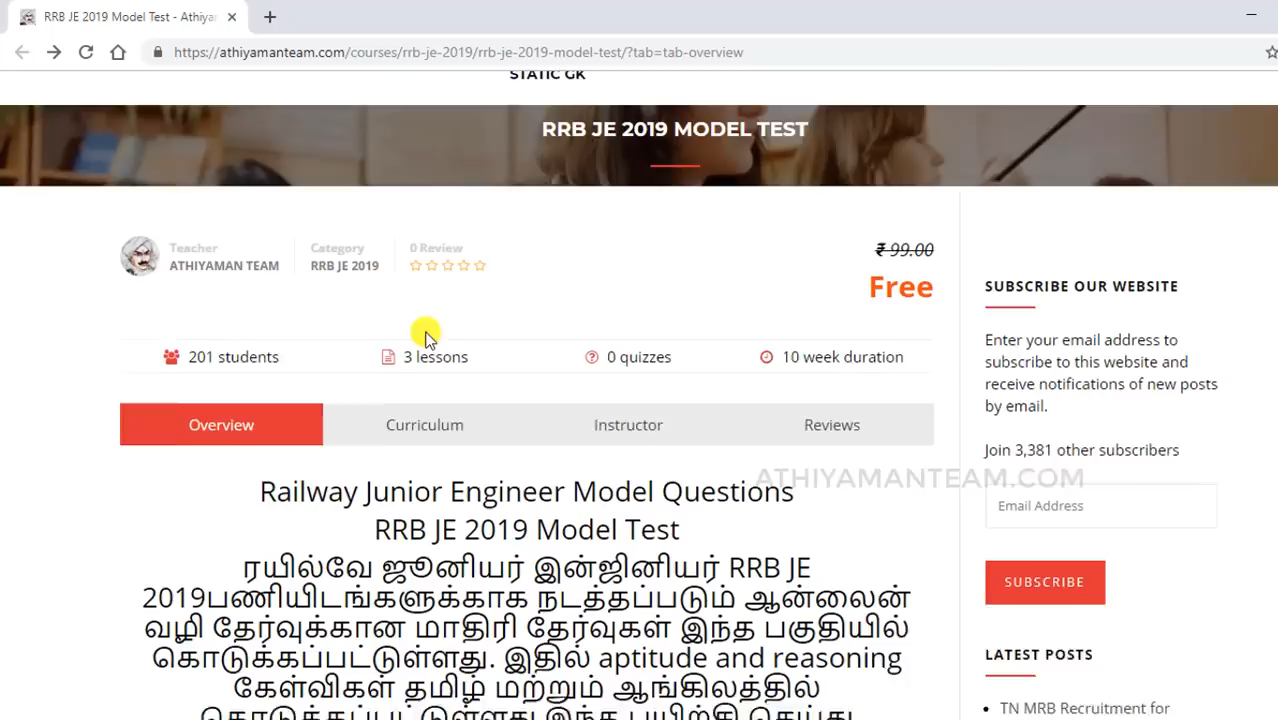 RRB JE 2019 Model Test - Athiya
https://athiyamanteam.com/courses/rrb-je-2019/rrb-je-2019-model-test/?tab=tab-overview
STATIC GK
RRB JE 2019 MODEL TEST
Teacher
ATHIYAMAN TEAM
Category
RRB JE 2019
0 Review
₹ 99.00
Free
201 students
3 lessons
0 quizzes
10 week duration
Overview
Curriculum
Instructor
Reviews
Railway Junior Engineer Model Questions
RRB JE 2019 Model Test
ரயில்வே ஜூனியர் இன்ஜினியர் RRB JE
2019பணியிடங்களுக்காக நடத்தப்படும் ஆன்லைன்
வழி தேர்வுக்கான மாதிரி தேர்வுகள் இந்த பகுதியில்
கொடுக்கப்பட்டுள்ளது. இதில் aptitude and reasoning
கேள்விகள் தமிழ் மற்றும் ஆங்கிலத்தில்
கொடுக்கப்பட்டுள்ளது இந்த பயிற்சி செய்து
SUBSCRIBE OUR WEBSITE
Enter your email address to
subscribe to this website and
receive notifications of new posts
by email.
Join 3,381 other subscribers
ATHIYAMANTEAM.COM
Email Address
SUBSCRIBE
LATEST POSTS
TN MRB Recruitment for